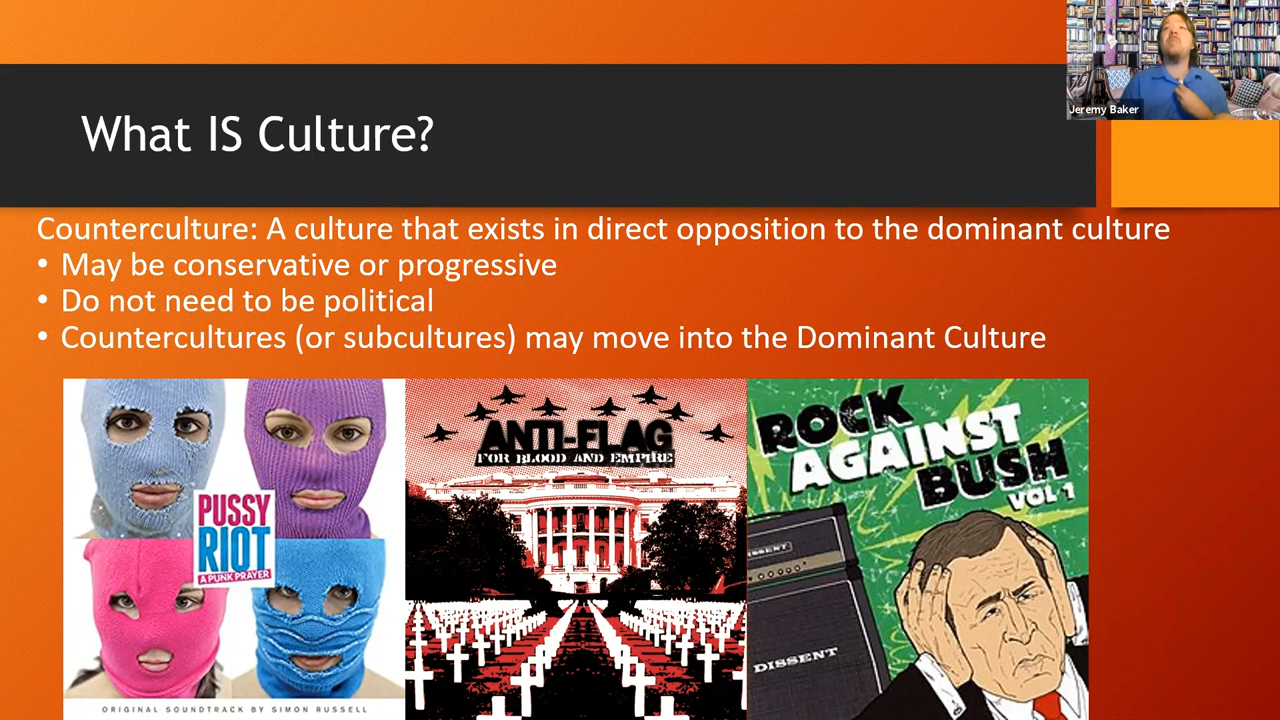 Jeremy Baker
What IS Culture?
Counterculture: A culture that exists in direct opposition to the dominant culture
• May be conservative or progressive
• Do not need to be political
• Countercultures (or subcultures) may move into the Dominant Culture
PUSSY
RIOT
A PUNK PRAYER
ORIGINAL SOUNDTRACK BY SIMON RUSSELL
ANTI-FLAG
FOR BLOOD AND EMPIRE
ROCK
AGAINST
BUSH
VOL 1
DISSENT
DISSENT